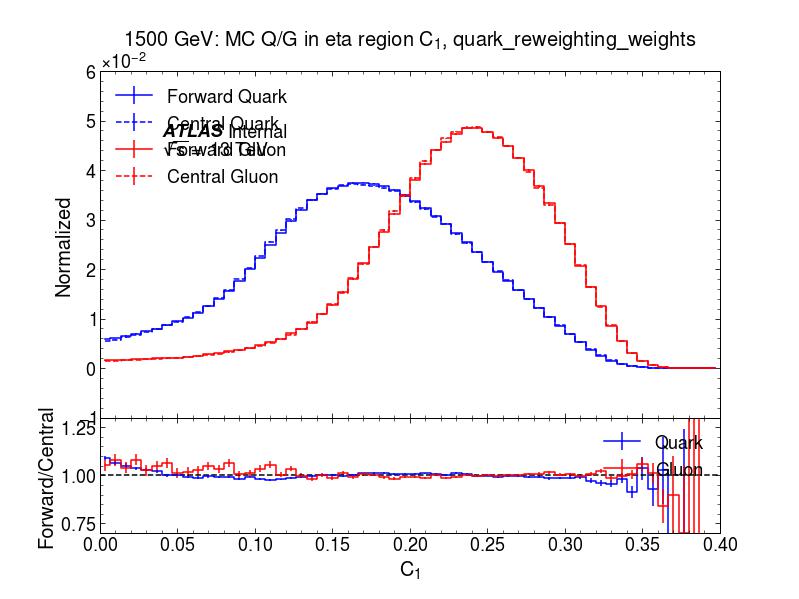 1500 GeV: MC Q/G in eta region C₁, quark_reweighting_weights
×10⁻²
6
5
4
3
2
1
0
−1
Normalized
Forward Quark
Central Quark
ATLAS Internal
√s = 13 TeV
Forward Gluon
Central Gluon
1.25
1.00
0.75
Forward/Central
Quark
Gluon
0.00 0.05 0.10 0.15 0.20 0.25 0.30 0.35 0.40
C₁